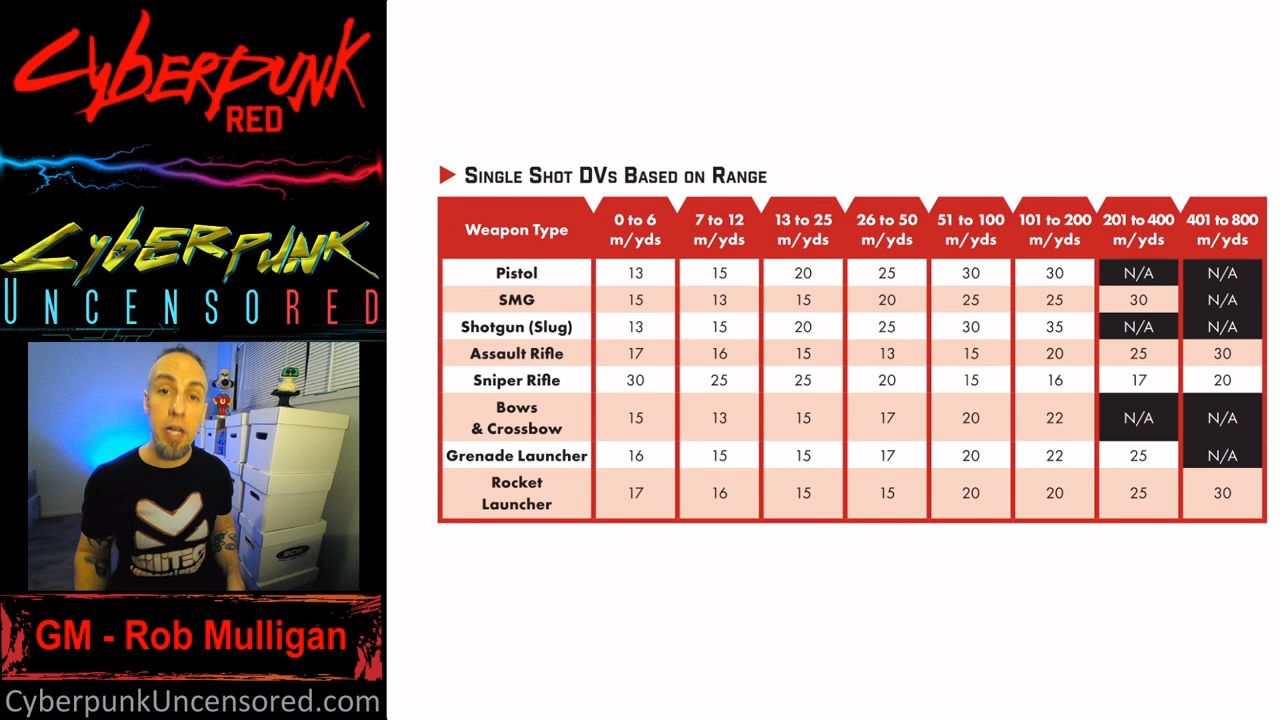 Cyberpunk
RED
Cyberpunk
UNCENSORED
MILITECH
BCW
GM - Rob Mulligan
CyberpunkUncensored.com
Single Shot DVs Based on Range
Weapon Type 0 to 6 m/yds 7 to 12 m/yds 13 to 25 m/yds 26 to 50 m/yds 51 to 100 m/yds 101 to 200 m/yds 201 to 400 m/yds 401 to 800 m/yds
Pistol 13 15 20 25 30 30 N/A N/A
SMG 15 13 15 20 25 25 30 N/A
Shotgun (Slug) 13 15 20 25 30 35 N/A N/A
Assault Rifle 17 16 15 13 15 20 25 30
Sniper Rifle 30 25 25 20 15 16 17 20
Bows & Crossbow 15 13 15 17 20 22 N/A N/A
Grenade Launcher 16 15 15 17 20 22 25 N/A
Rocket Launcher 17 16 15 15 20 20 25 30